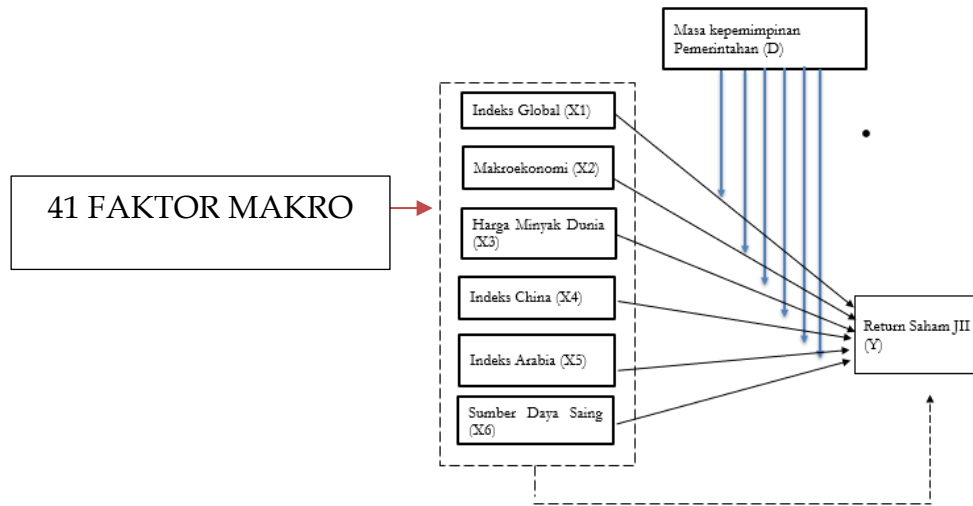 Masa kepemimpinan
Pemerintahan (D)
Indeks Global (X1)
Makroekonomi (X2)
41 FAKTOR MAKRO
Harga Minyak Dunia
(X3)
Indeks China (X4)
Return Saham JII
(Y)
Indeks Arabia (X5)
Sumber Daya Saing
(X6)